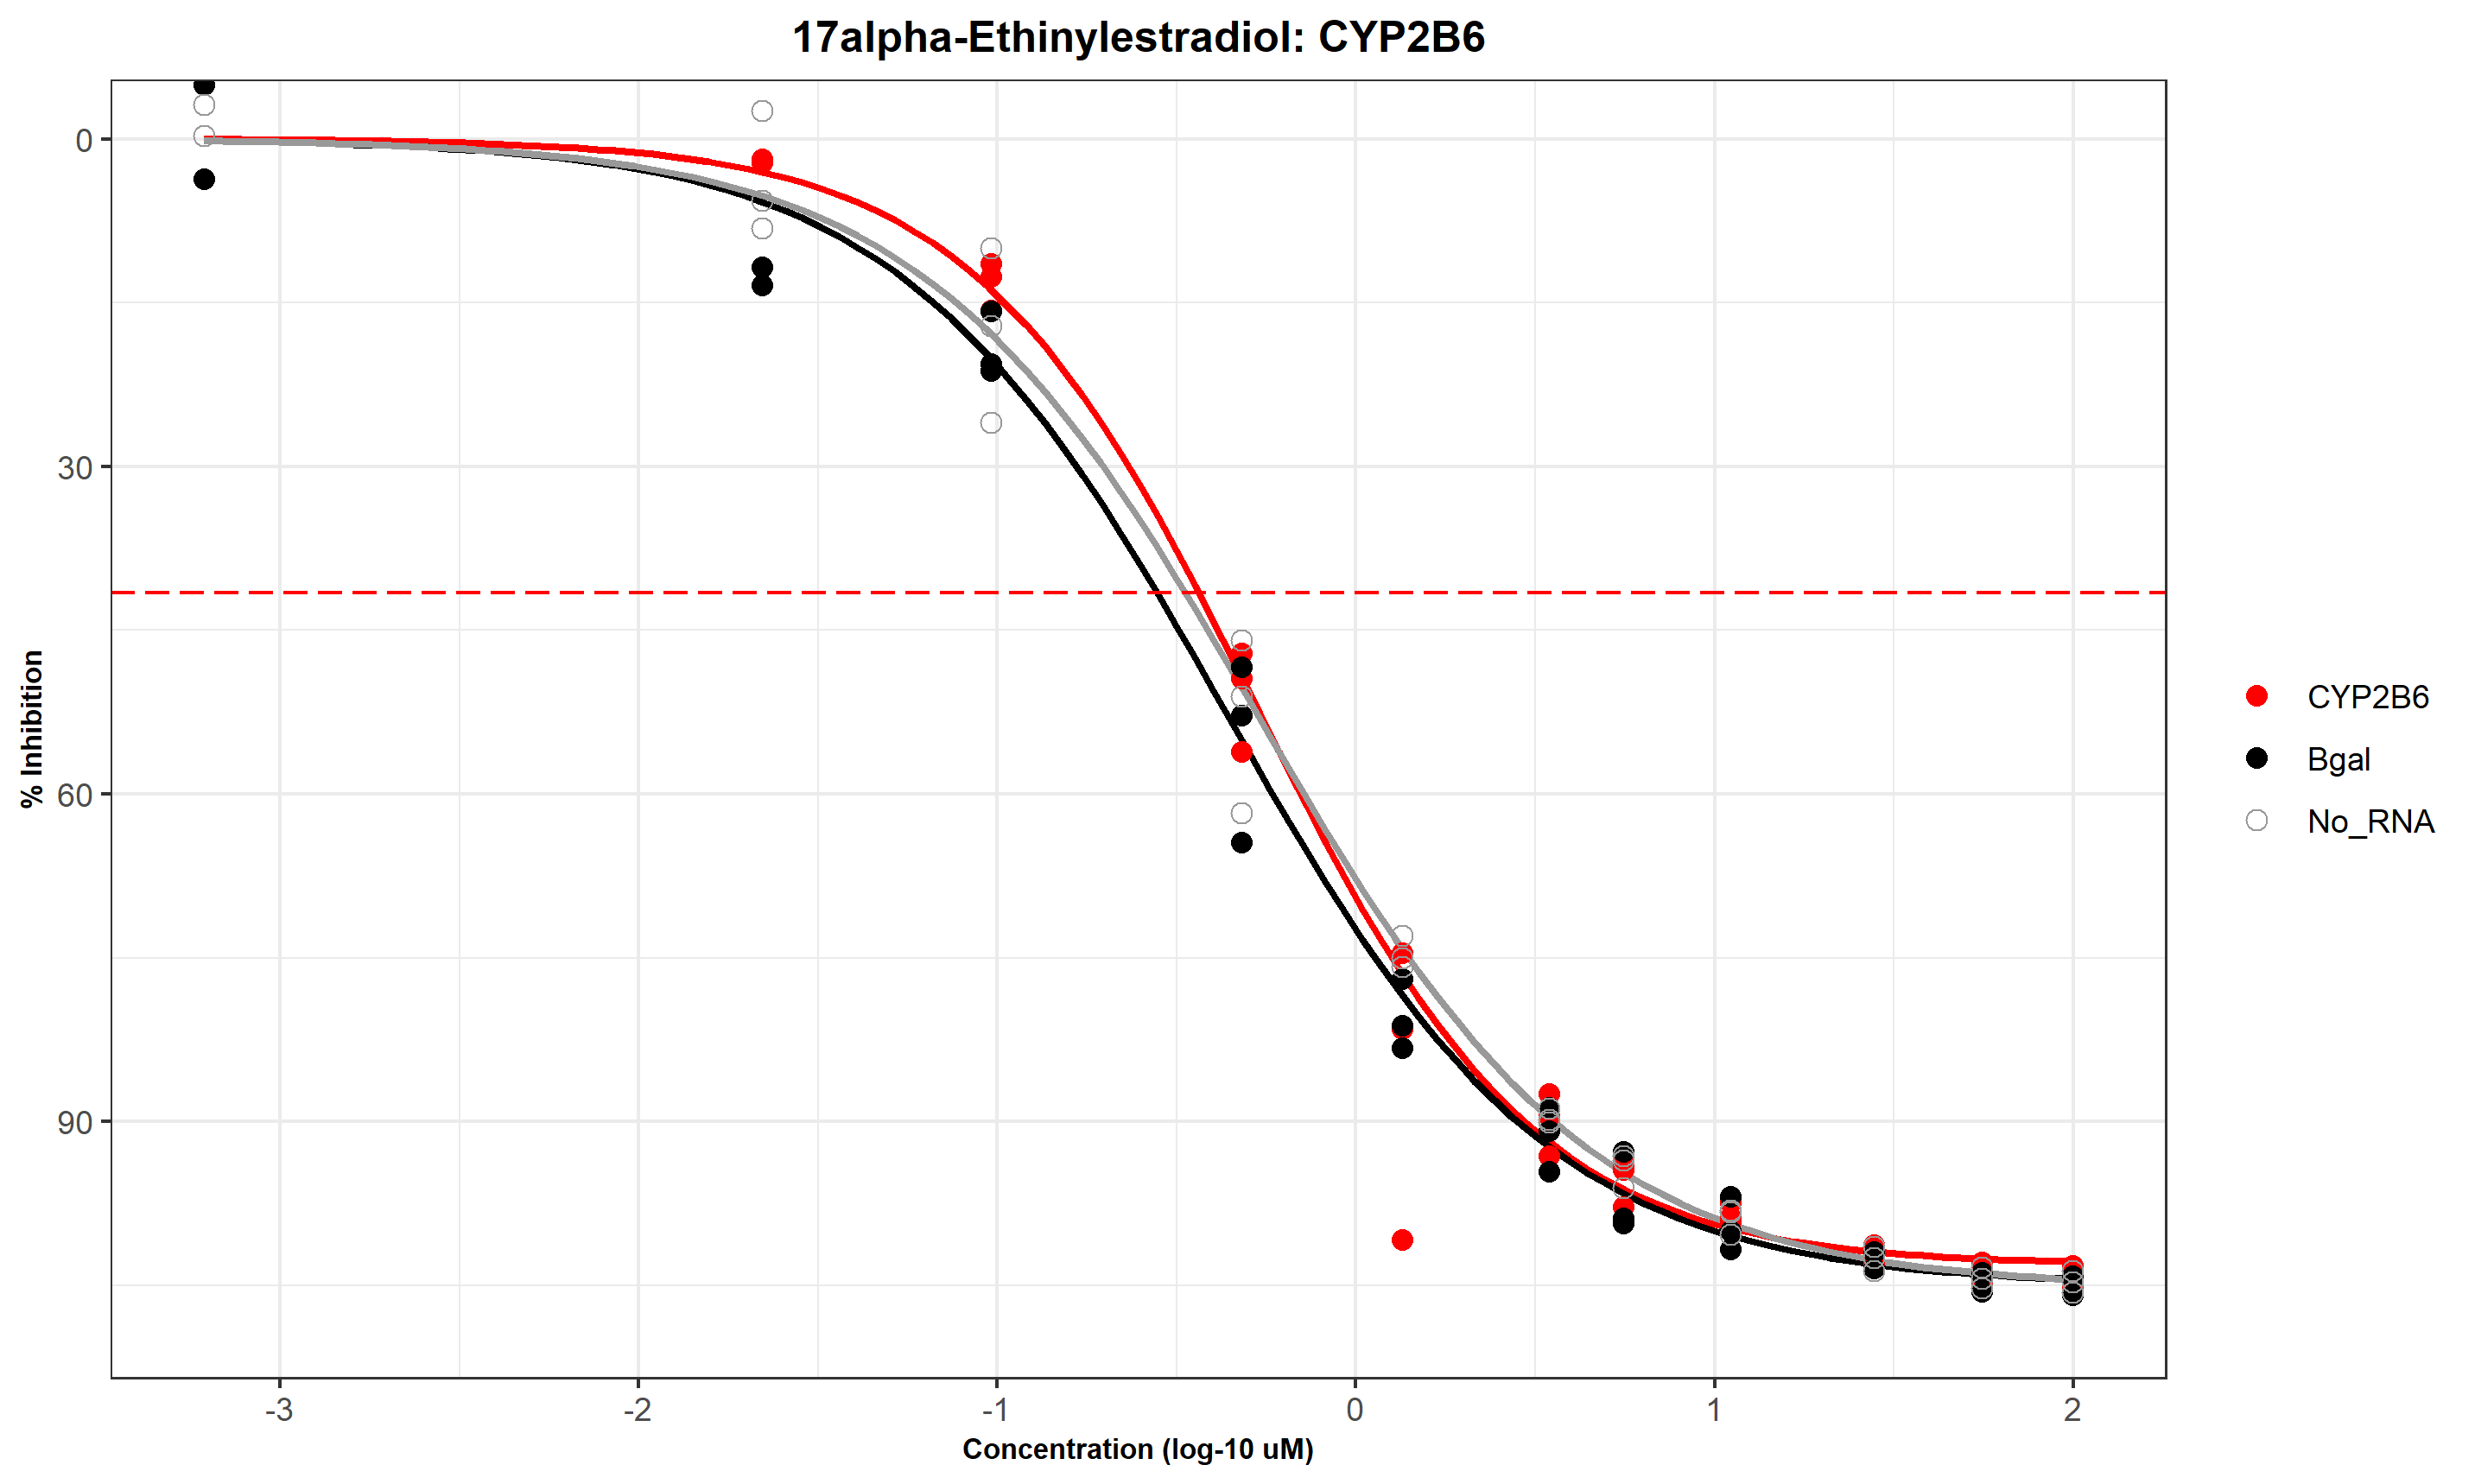 17alpha-Ethinylestradiol: CYP2B6
0
30
60
90
% Inhibition
-3
-2
-1
0
1
2
Concentration (log-10 uM)
CYP2B6
Bgal
No_RNA